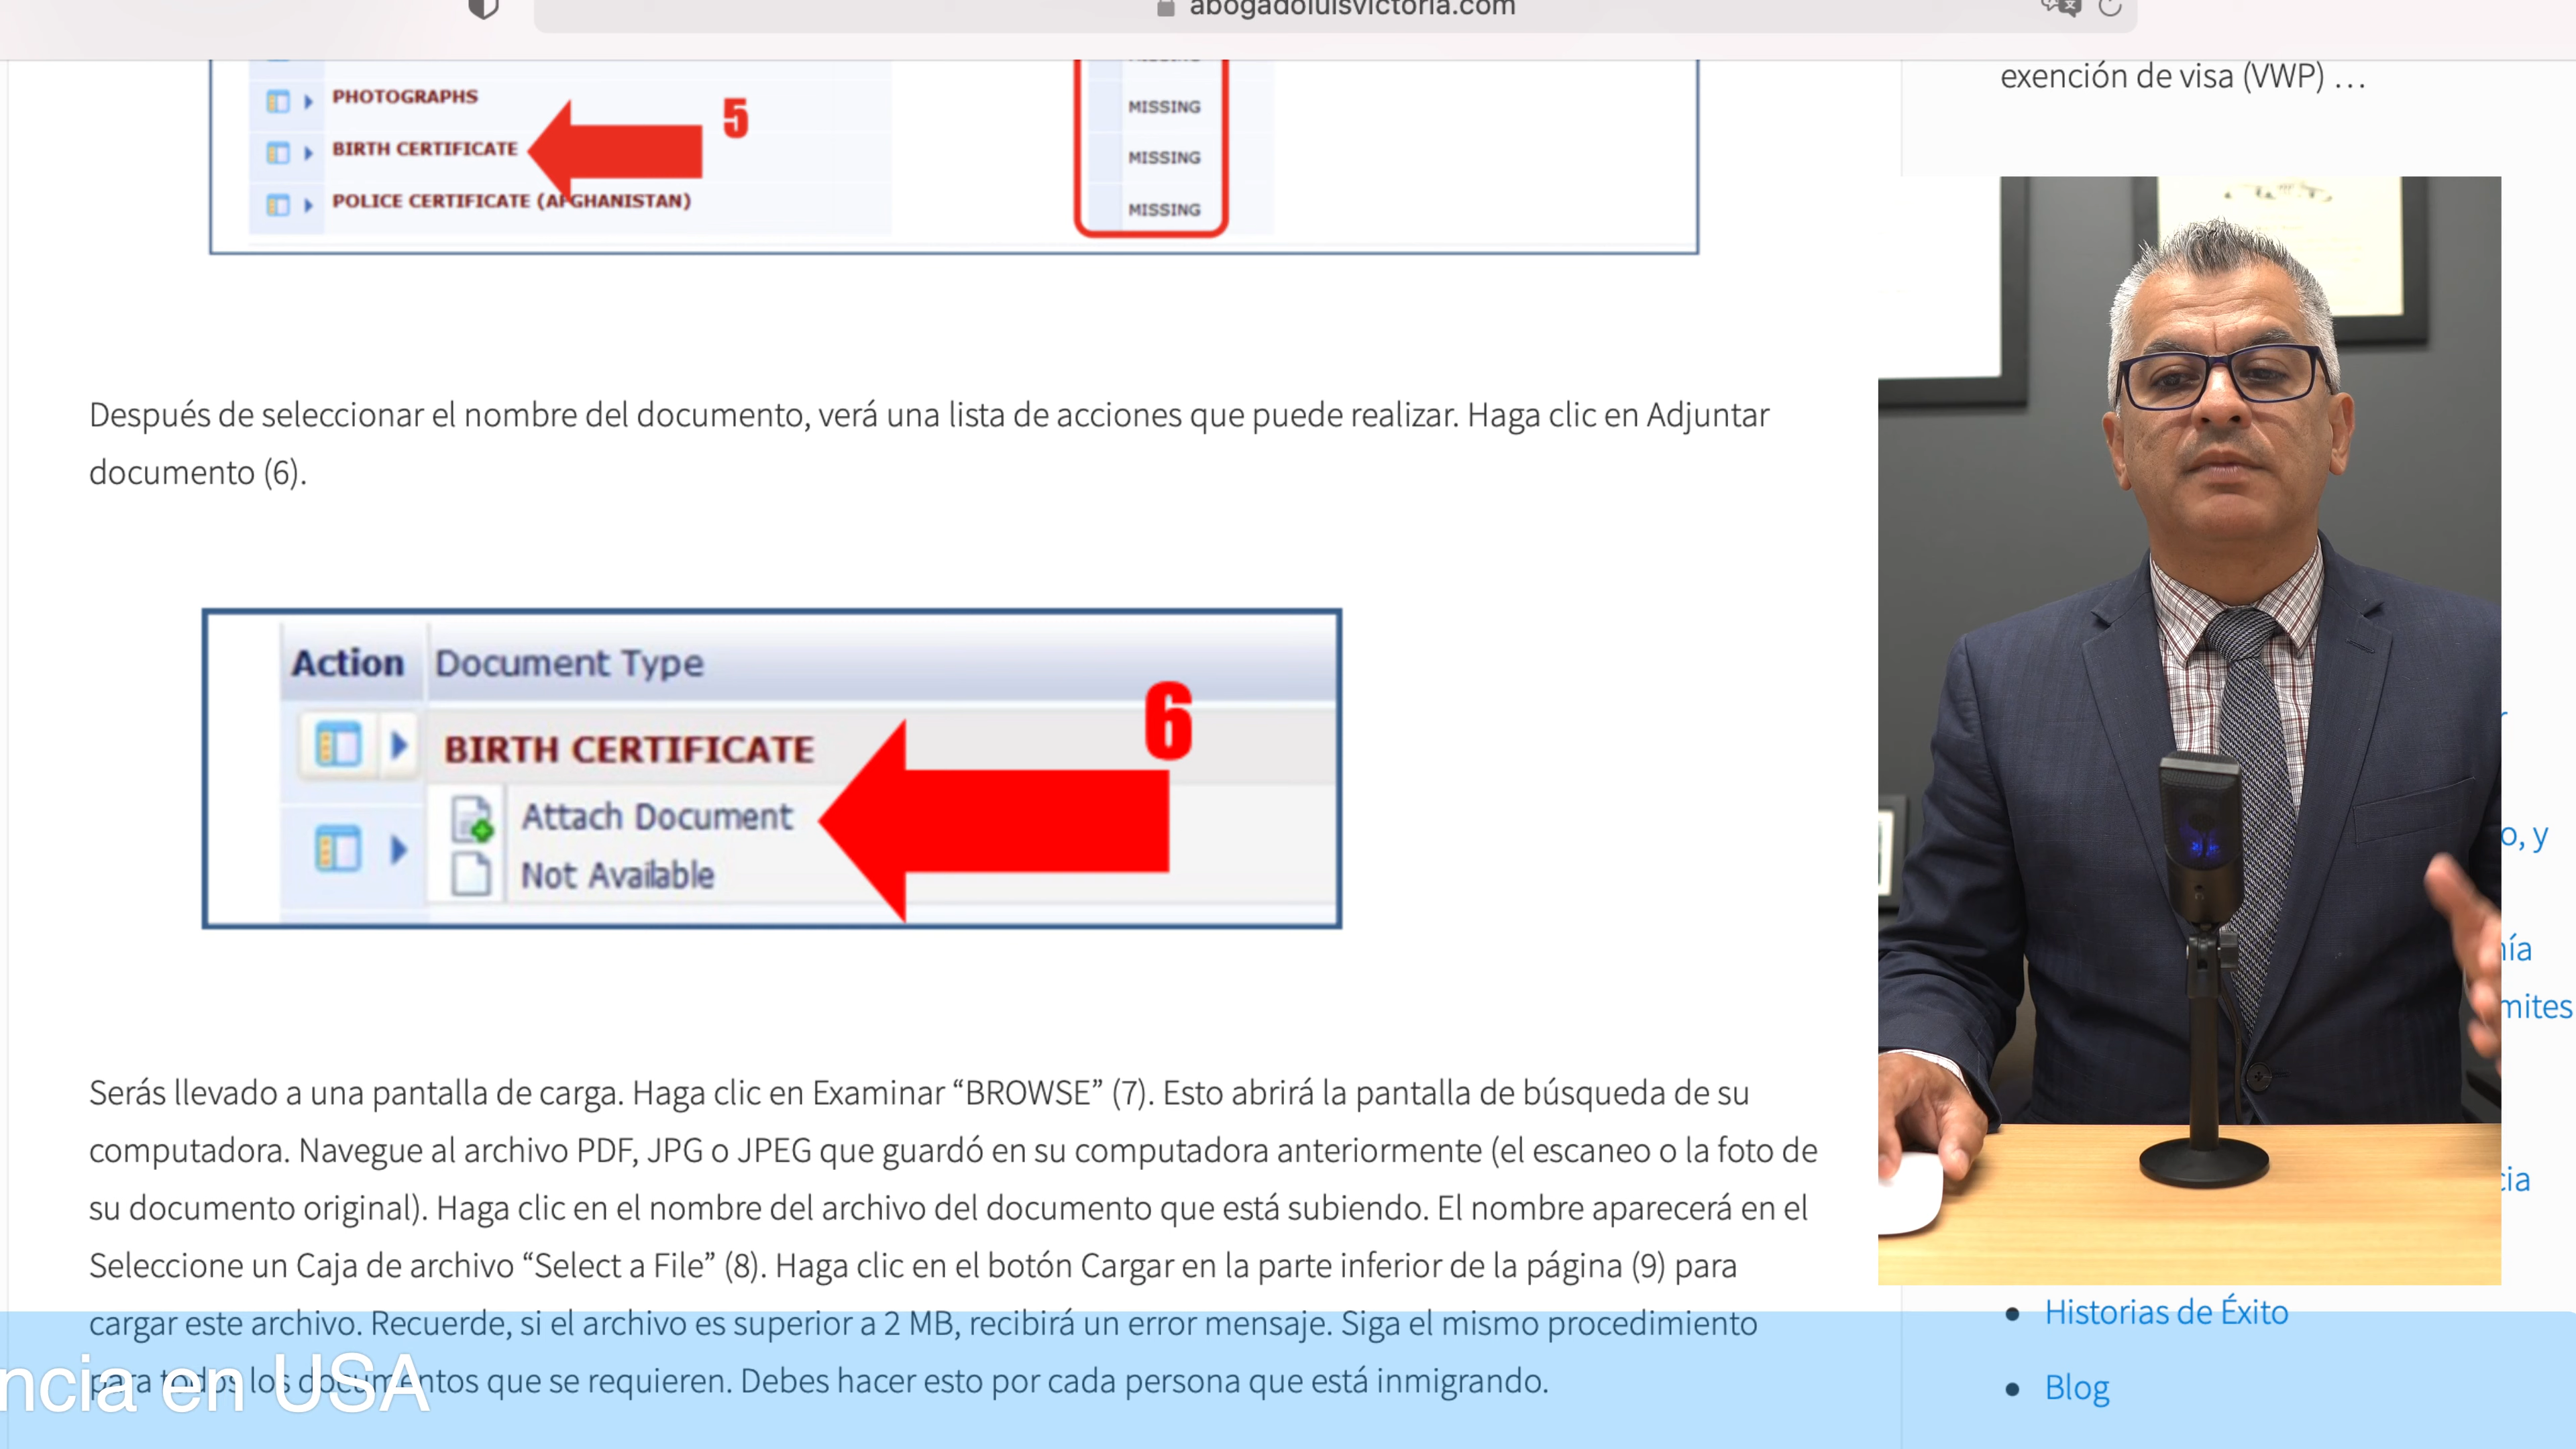 abogadoluisvictoria.com
PHOTOGRAPHS
MISSING
5
BIRTH CERTIFICATE
MISSING
POLICE CERTIFICATE (AFGHANISTAN)
MISSING
exención de visa (VWP) …
Después de seleccionar el nombre del documento, verá una lista de acciones que puede realizar. Haga clic en Adjuntar
documento (6).
Action Document Type
6
BIRTH CERTIFICATE
Attach Document
Not Available
o, y
mites
Serás llevado a una pantalla de carga. Haga clic en Examinar “BROWSE” (7). Esto abrirá la pantalla de búsqueda de su
computadora. Navegue al archivo PDF, JPG o JPEG que guardó en su computadora anteriormente (el escaneo o la foto de
su documento original). Haga clic en el nombre del archivo del documento que está subiendo. El nombre aparecerá en el
Seleccione un Caja de archivo “Select a File” (8). Haga clic en el botón Cargar en la parte inferior de la página (9) para
cargar este archivo. Recuerde, si el archivo es superior a 2 MB, recibirá un error mensaje. Siga el mismo procedimiento
para todos los documentos que se requieren. Debes hacer esto por cada persona que está inmigrando.
ncia en USA
Historias de Éxito
Blog